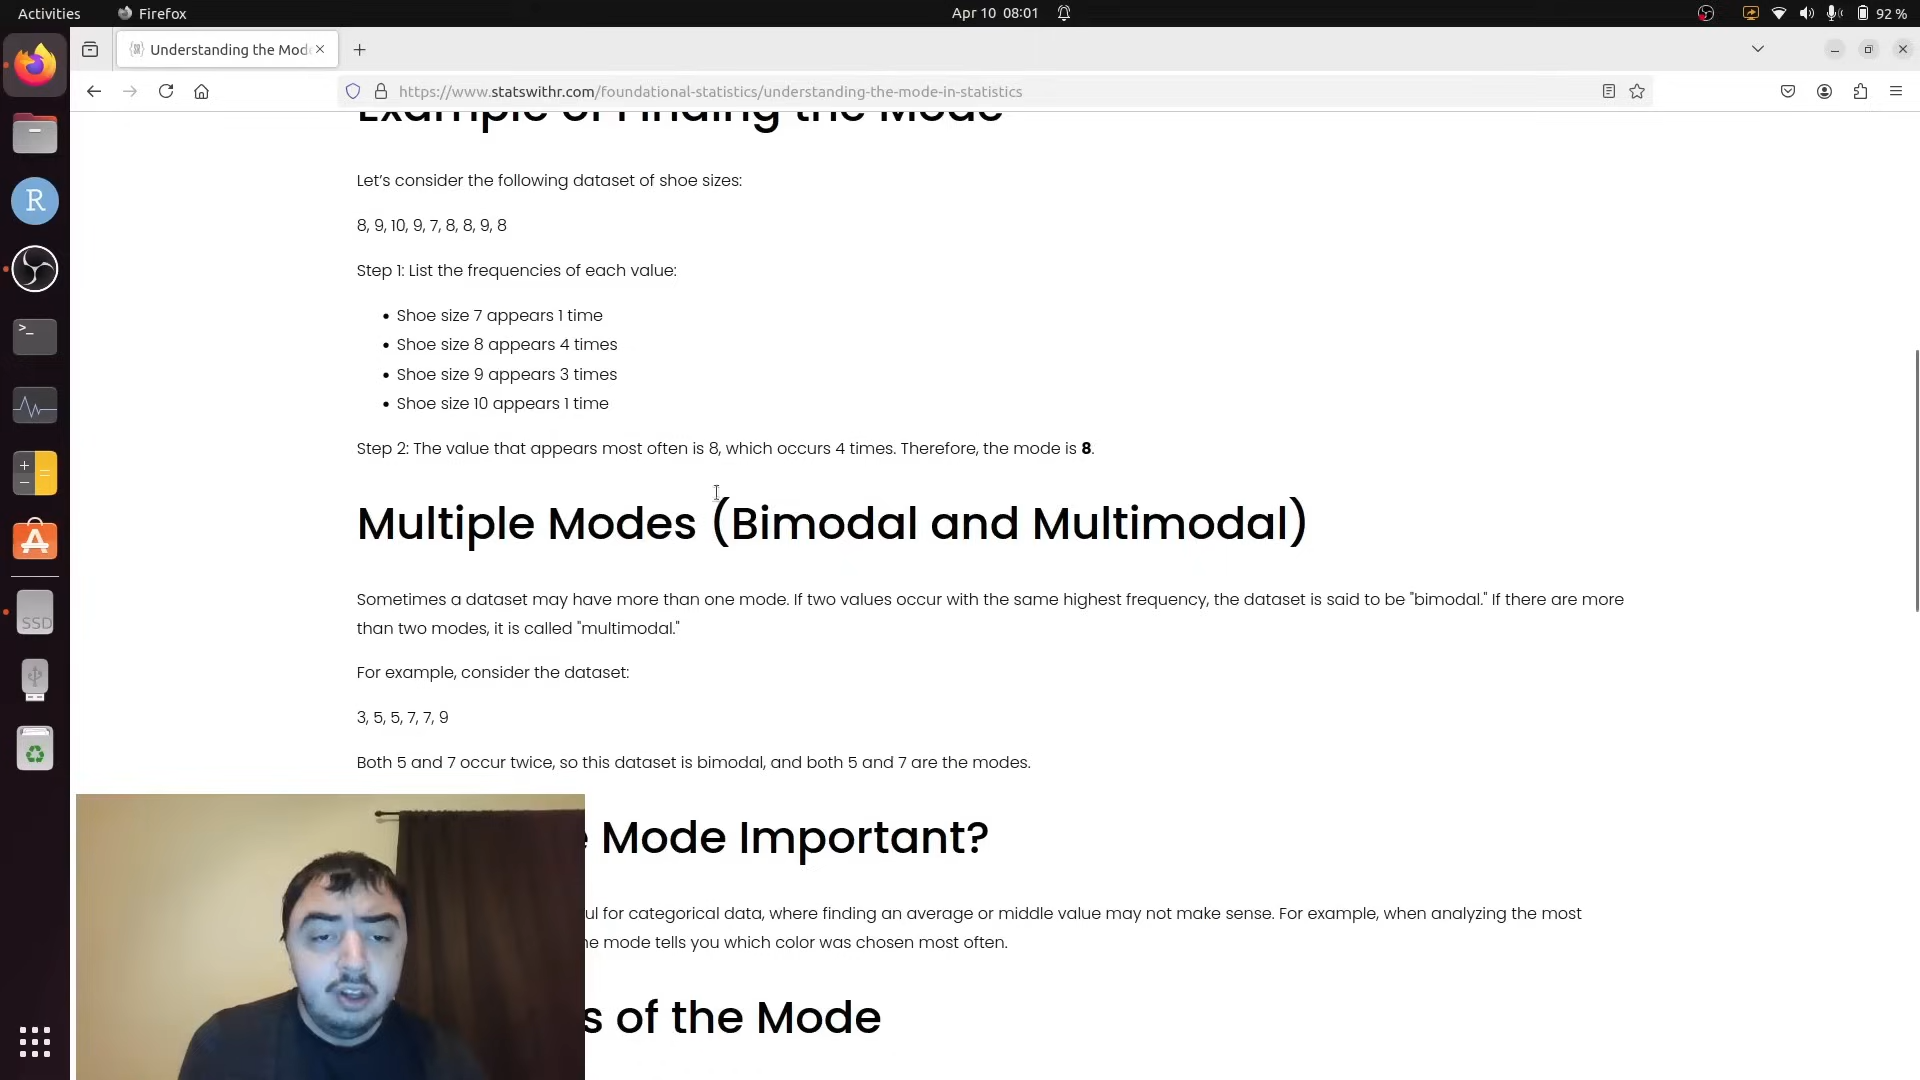 Activities
Firefox
Apr 10 08:01
92 %
Understanding the Mod
https://www.statswithr.com/foundational-statistics/understanding-the-mode-in-statistics
Example of Finding the Mode
Let’s consider the following dataset of shoe sizes:
8, 9, 10, 9, 7, 8, 8, 9, 8
Step 1: List the frequencies of each value:
• Shoe size 7 appears 1 time
• Shoe size 8 appears 4 times
• Shoe size 9 appears 3 times
• Shoe size 10 appears 1 time
Step 2: The value that appears most often is 8, which occurs 4 times. Therefore, the mode is 8.
Multiple Modes (Bimodal and Multimodal)
Sometimes a dataset may have more than one mode. If two values occur with the same highest frequency, the dataset is said to be "bimodal." If there are more
than two modes, it is called "multimodal."
For example, consider the dataset:
3, 5, 5, 7, 7, 9
Both 5 and 7 occur twice, so this dataset is bimodal, and both 5 and 7 are the modes.
Mode Important?
for categorical data, where finding an average or middle value may not make sense. For example, when analyzing the most
mode tells you which color was chosen most often.
of the Mode
R
SSD